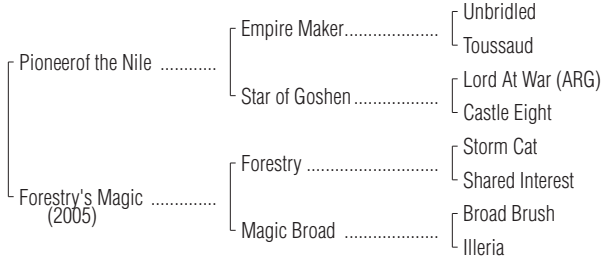 Unbridled
Empire Maker.....................
Toussaud
Pioneerof the Nile ............
Lord At War (ARG)
Star of Goshen...................
Castle Eight
Storm Cat
Forestry ..............................
Shared Interest
Forestry's Magic ..............
(2005)
Broad Brush
Magic Broad .....................
Illeria